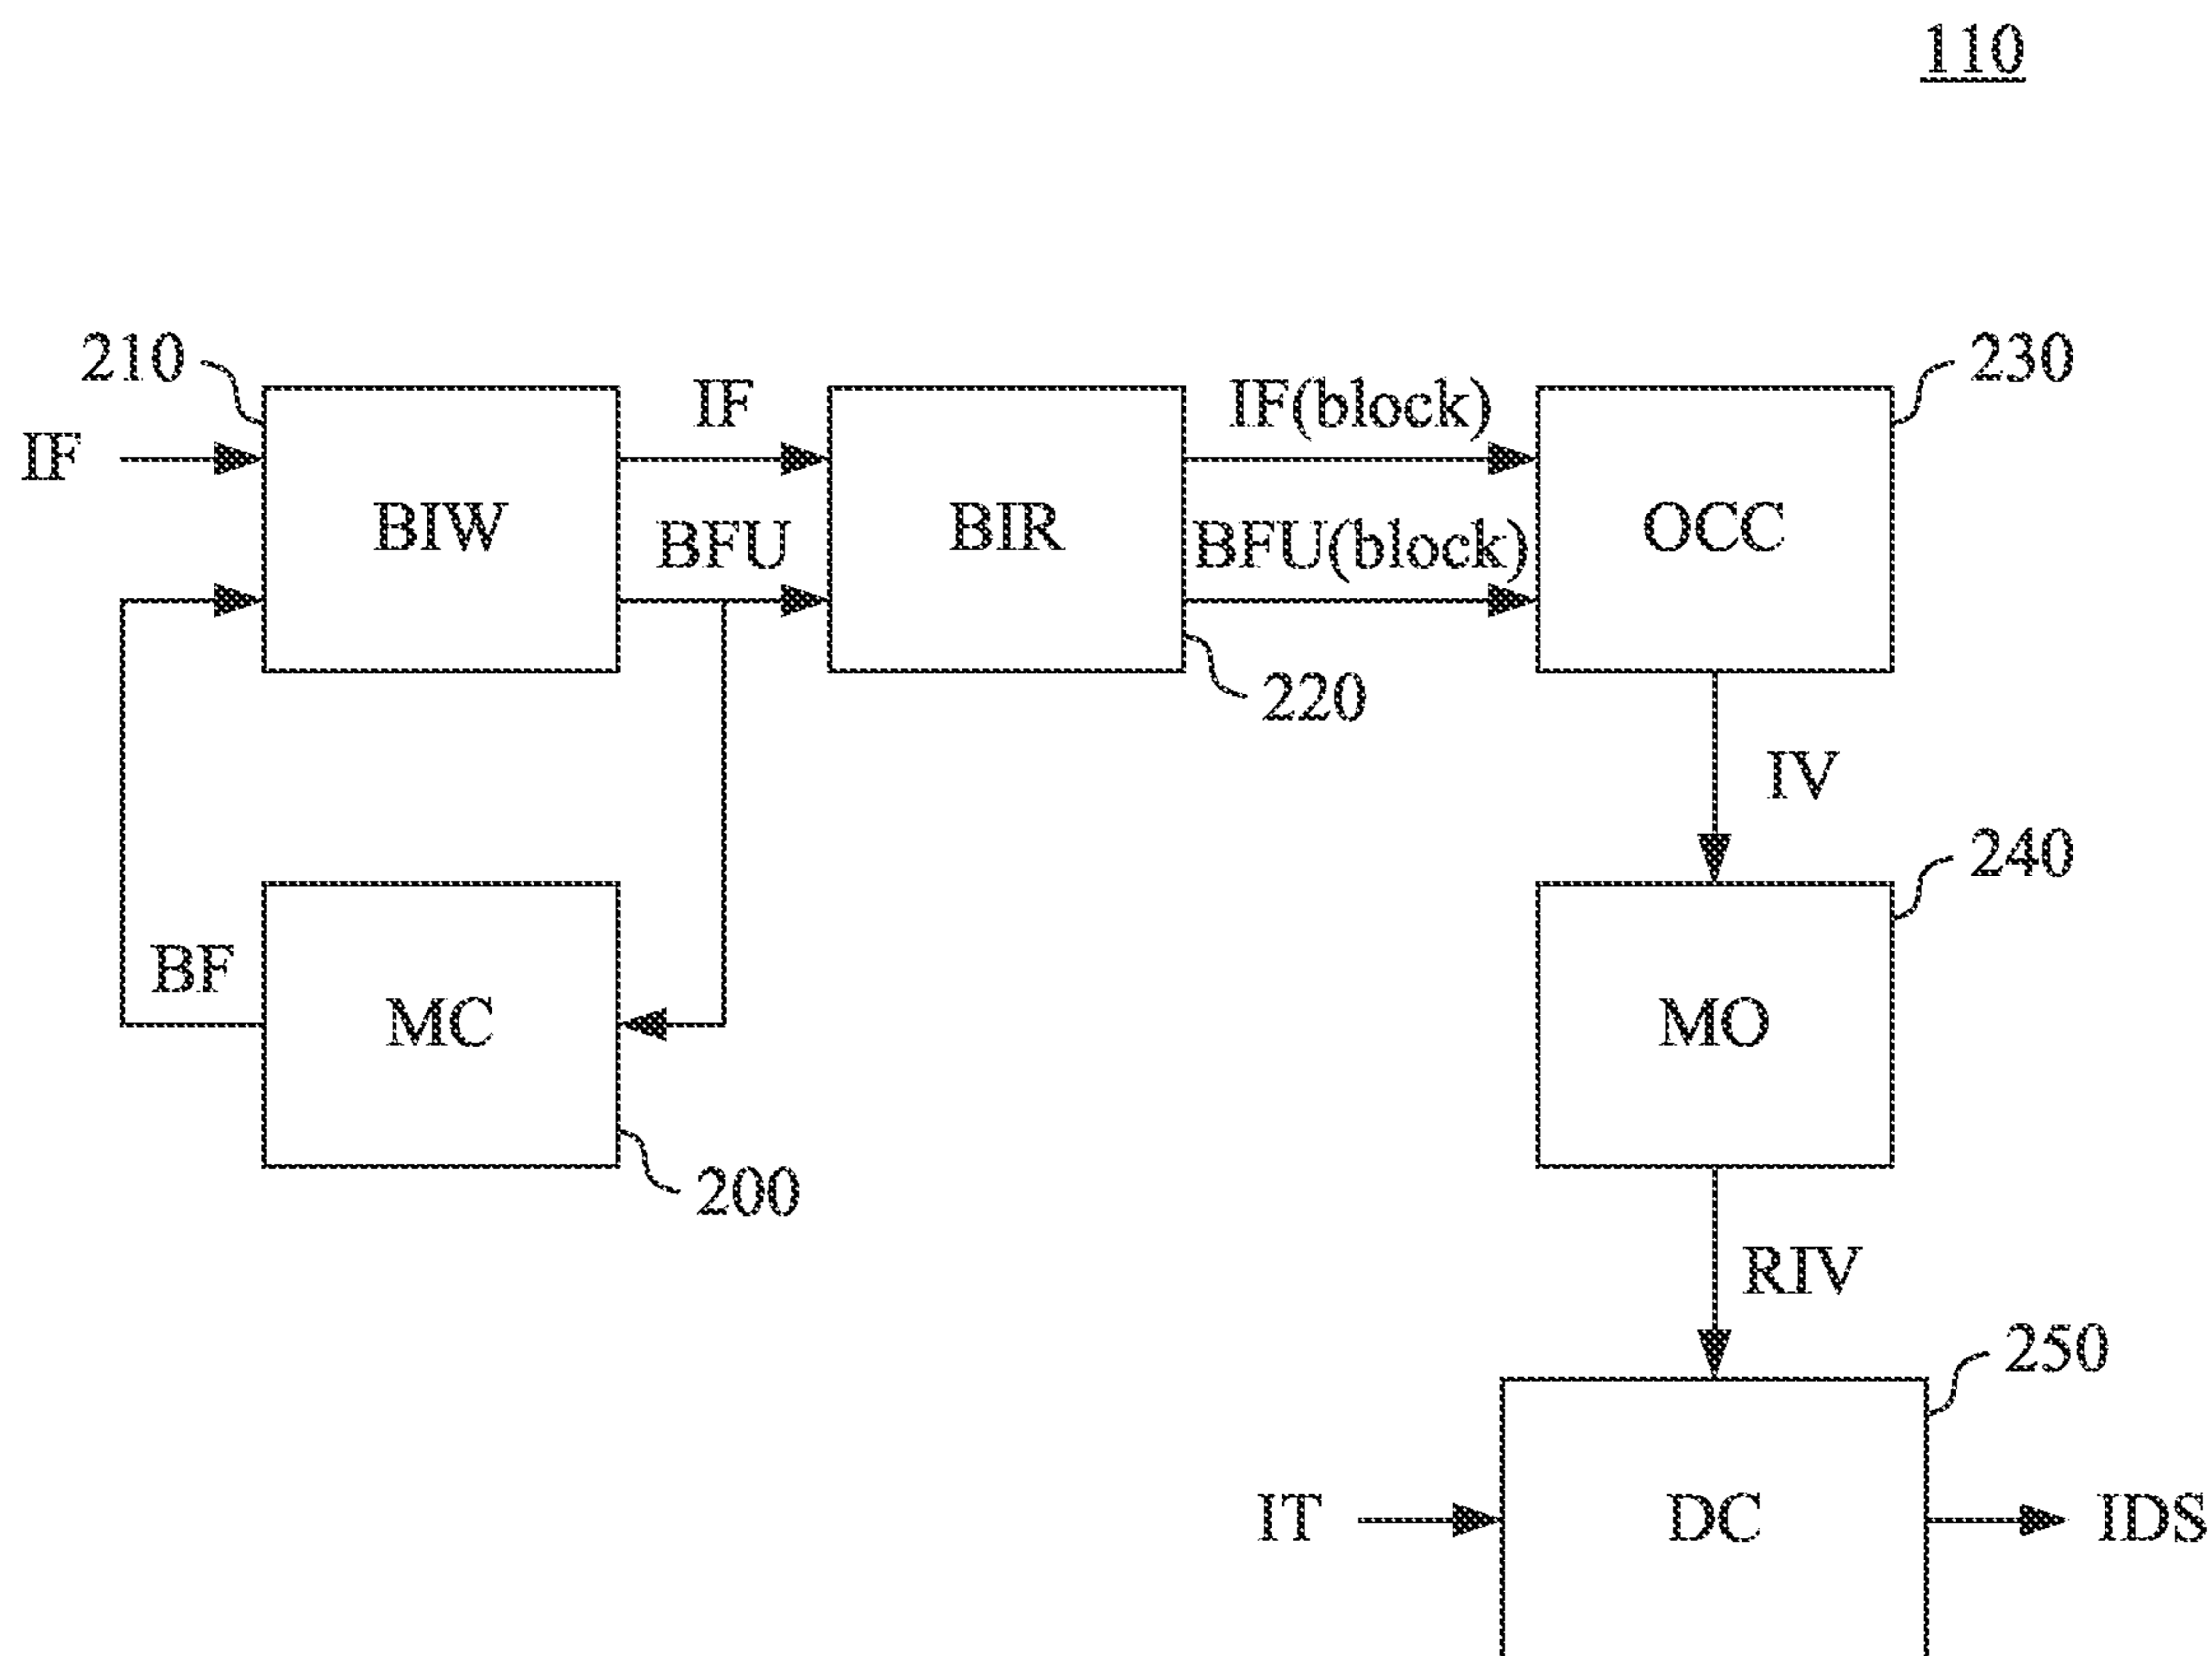 110
210
IF
BIW
IF
BFU
BIR
220
IF(block)
BFU(block)
OCC
230
IV
BF
MC
200
MO
240
RIV
250
IT
DC
IDS